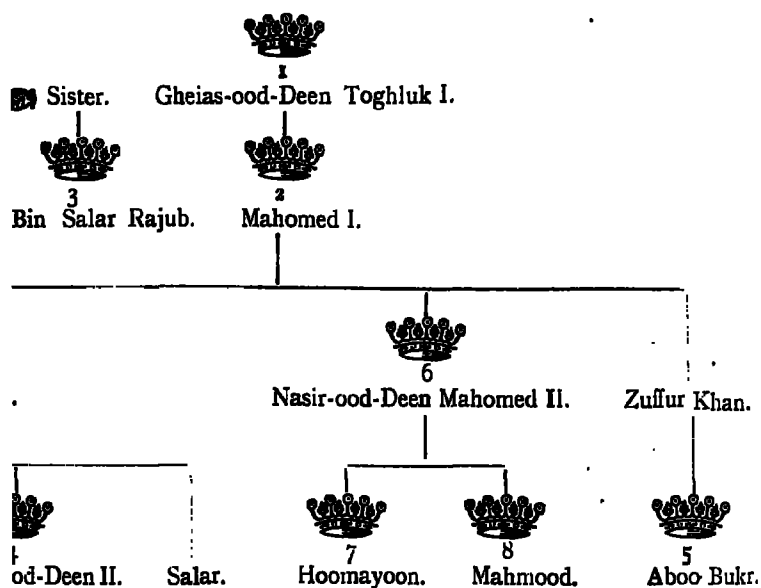 1
Sister. Gheias-ood-Deen Toghluk I.
3 2
Bin Salar Rajub. Mahomed I.
6
Nasir-ood-Deen Mahomed II. Zuffur Khan.
7 8 5
od-Deen II. Salar. Hoomayoon. Mahmood. Aboo Bukr.